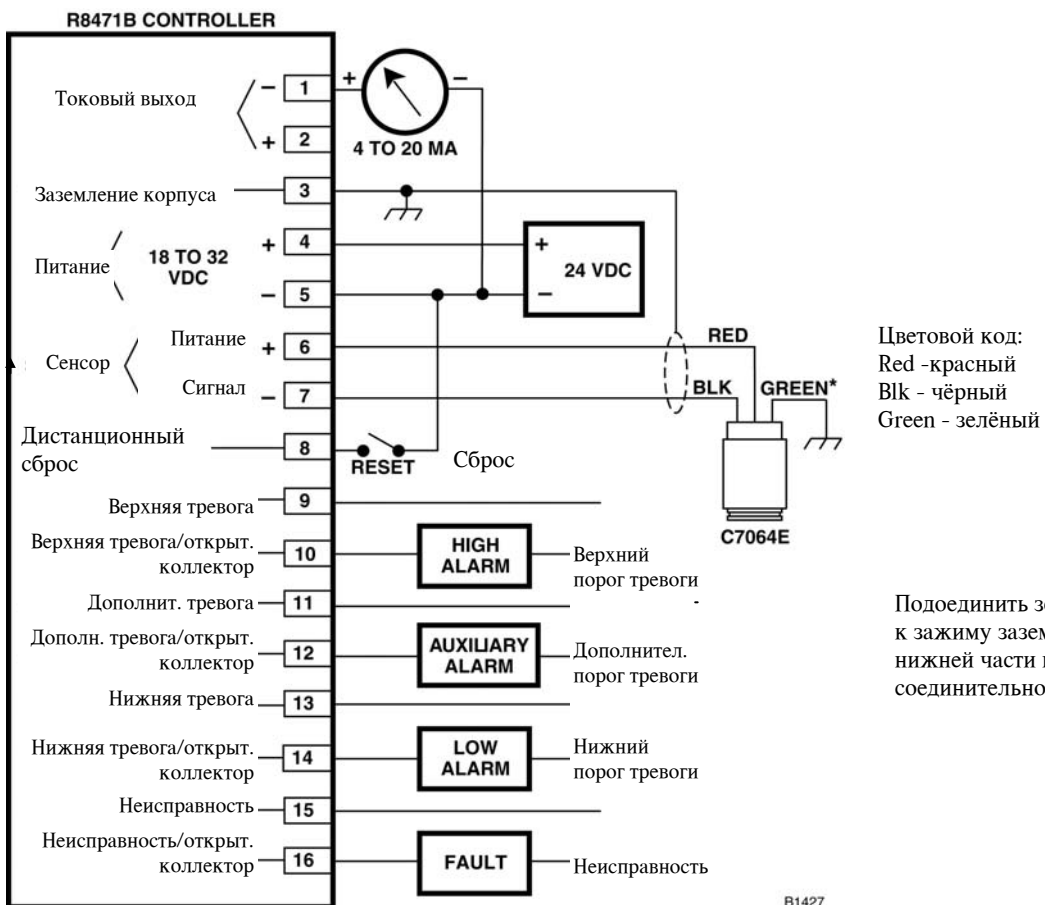 R8471B CONTROLLER
Токовый выход
− 1
+ 2
+ −
4 TO 20 MA
Заземление корпуса
3
Питание
18 TO 32
VDC
+ 4
− 5
+
24 VDC
−
Сенсор
Питание
+ 6
RED
Сигнал
− 7
BLK
GREEN*
C7064E
Цветовой код:
Red -красный
Blk - чёрный
Green - зелёный
Дистанционный
сброс
8
RESET
Сброс
Верхняя тревога
9
Верхняя тревога/открыт.
коллектор
10
HIGH
ALARM
Верхний
порог тревоги
Дополнит. тревога
11
-
Дополн. тревога/открыт.
коллектор
12
AUXILIARY
ALARM
Дополнител.
порог тревоги
Подоединить
к зажиму
нижней части
Нижняя тревога
13
Нижняя тревога/открыт.
коллектор
14
LOW
ALARM
Нижний
порог тревоги
Неисправность
15
Неисправность/открыт.
коллектор
16
FAULT
Неисправность
B1427